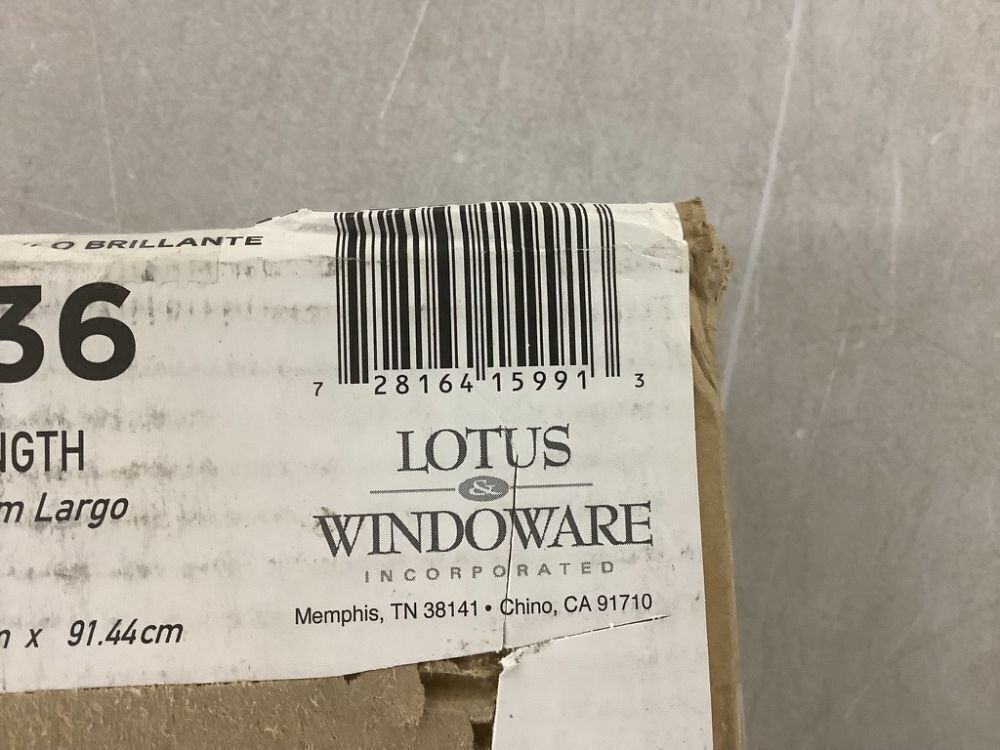 BRILLANTE
36
7 28164 15991 3
NGTH
m Largo
LOTUS
&
WINDOWARE
INCORPORATED
Memphis, TN 38141 • Chino, CA 91710
x 91.44cm